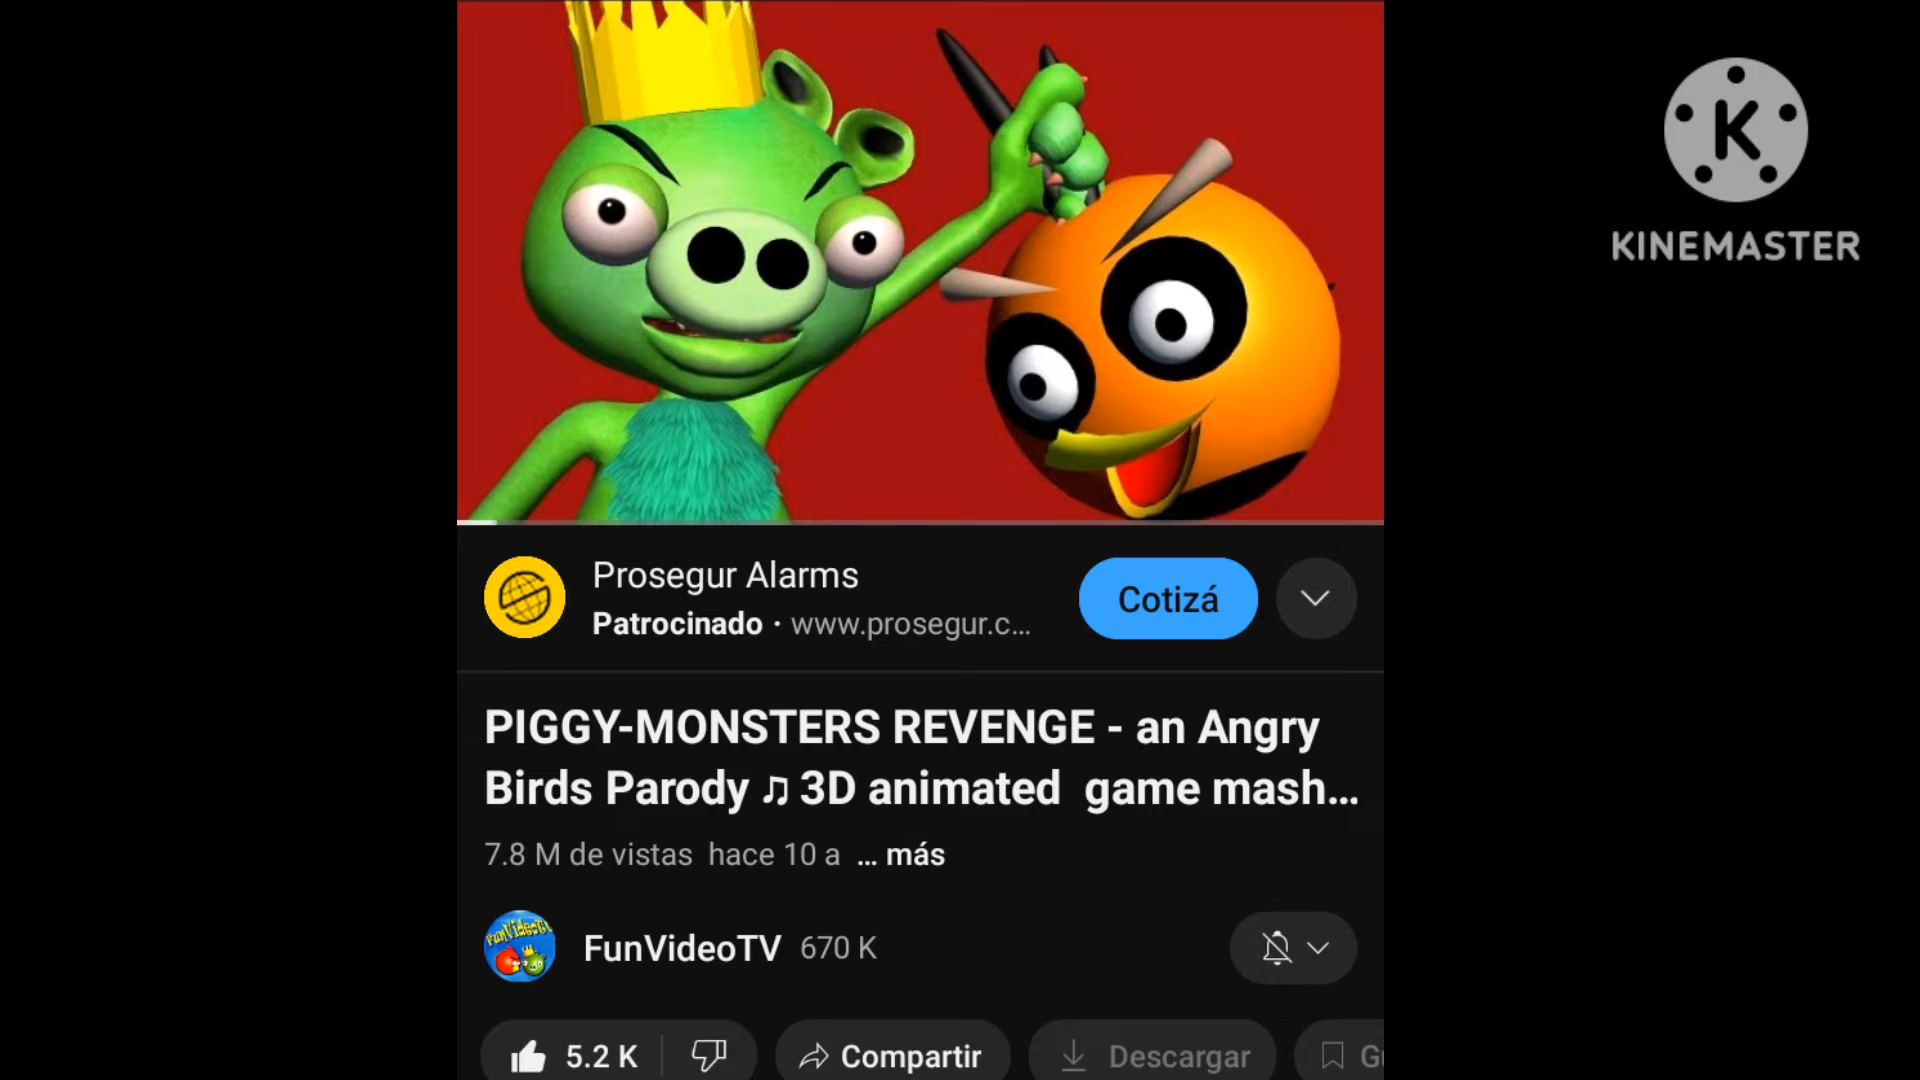 K
KINEMASTER
Prosegur Alarms
Cotizá
Patrocinado · www.prosegur.c...
PIGGY-MONSTERS REVENGE - an Angry
Birds Parody ♫ 3D animated game mash...
7.8 M de vistas hace 10 a ... más
FunVideoTV
FunVideoTV 670 K
5.2 K Compartir Descargar